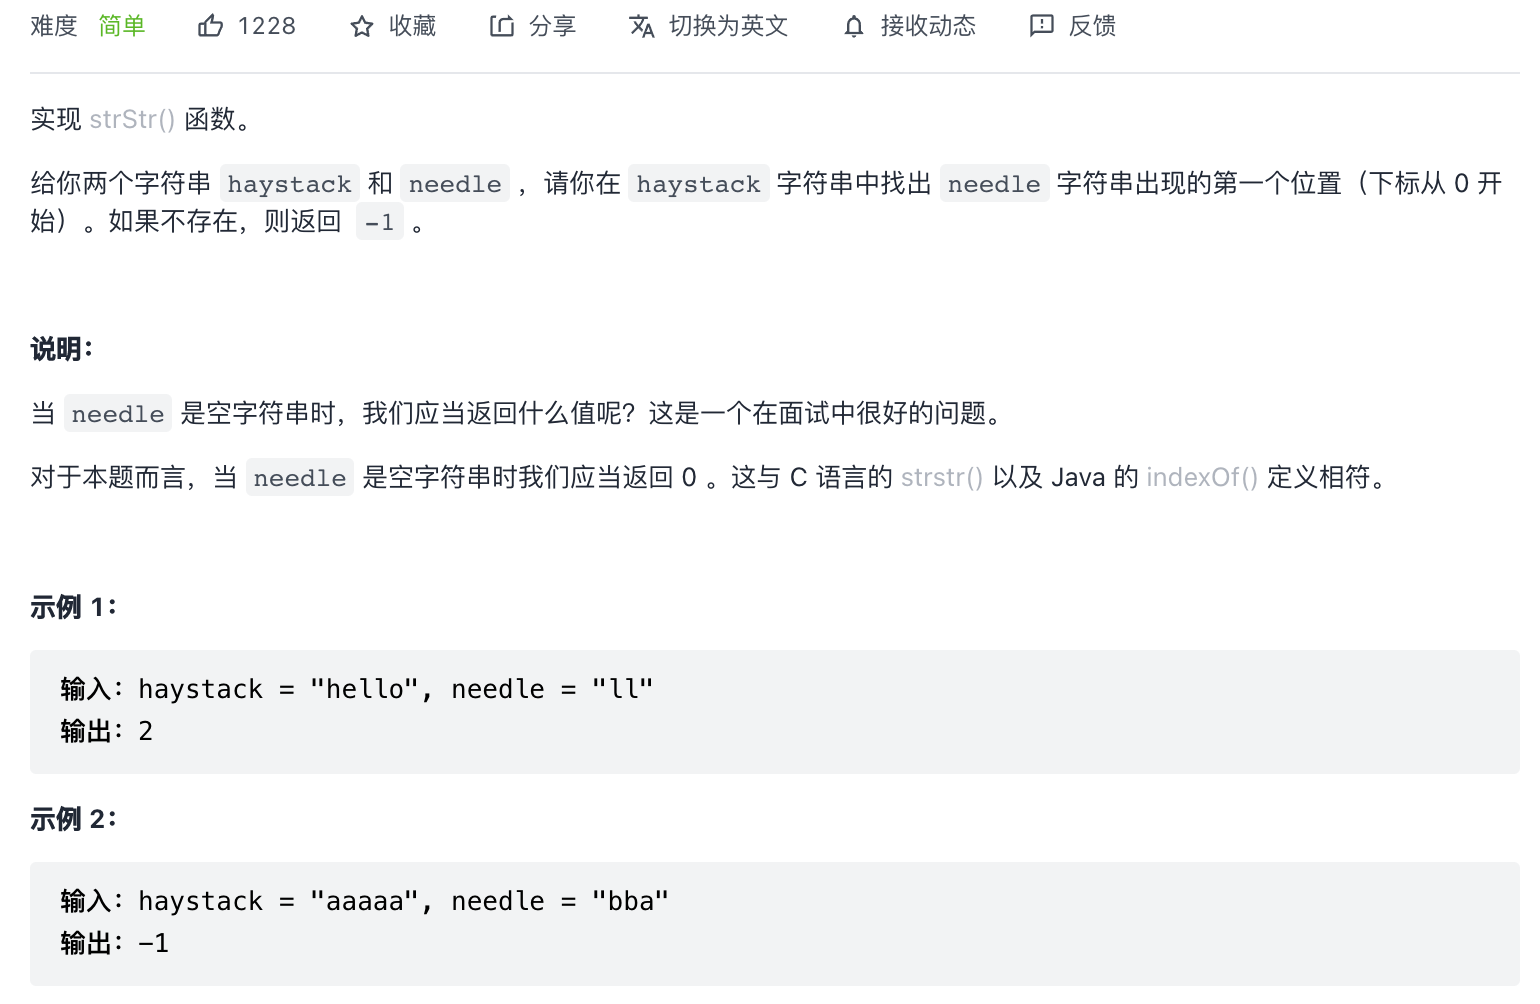 难度 简单 1228 收藏 分享 切换为英文 接收动态 反馈
实现 strStr() 函数。
给你两个字符串 haystack 和 needle ，请你在 haystack 字符串中找出 needle 字符串出现的第一个位置（下标从 0 开
始）。如果不存在，则返回 -1 。
说明：
当 needle 是空字符串时，我们应当返回什么值呢？这是一个在面试中很好的问题。
对于本题而言，当 needle 是空字符串时我们应当返回 0 。这与 C 语言的 strstr() 以及 Java 的 indexOf() 定义相符。
示例 1：
输入：haystack = "hello", needle = "ll"
输出：2
示例 2：
输入：haystack = "aaaaa", needle = "bba"
输出：-1